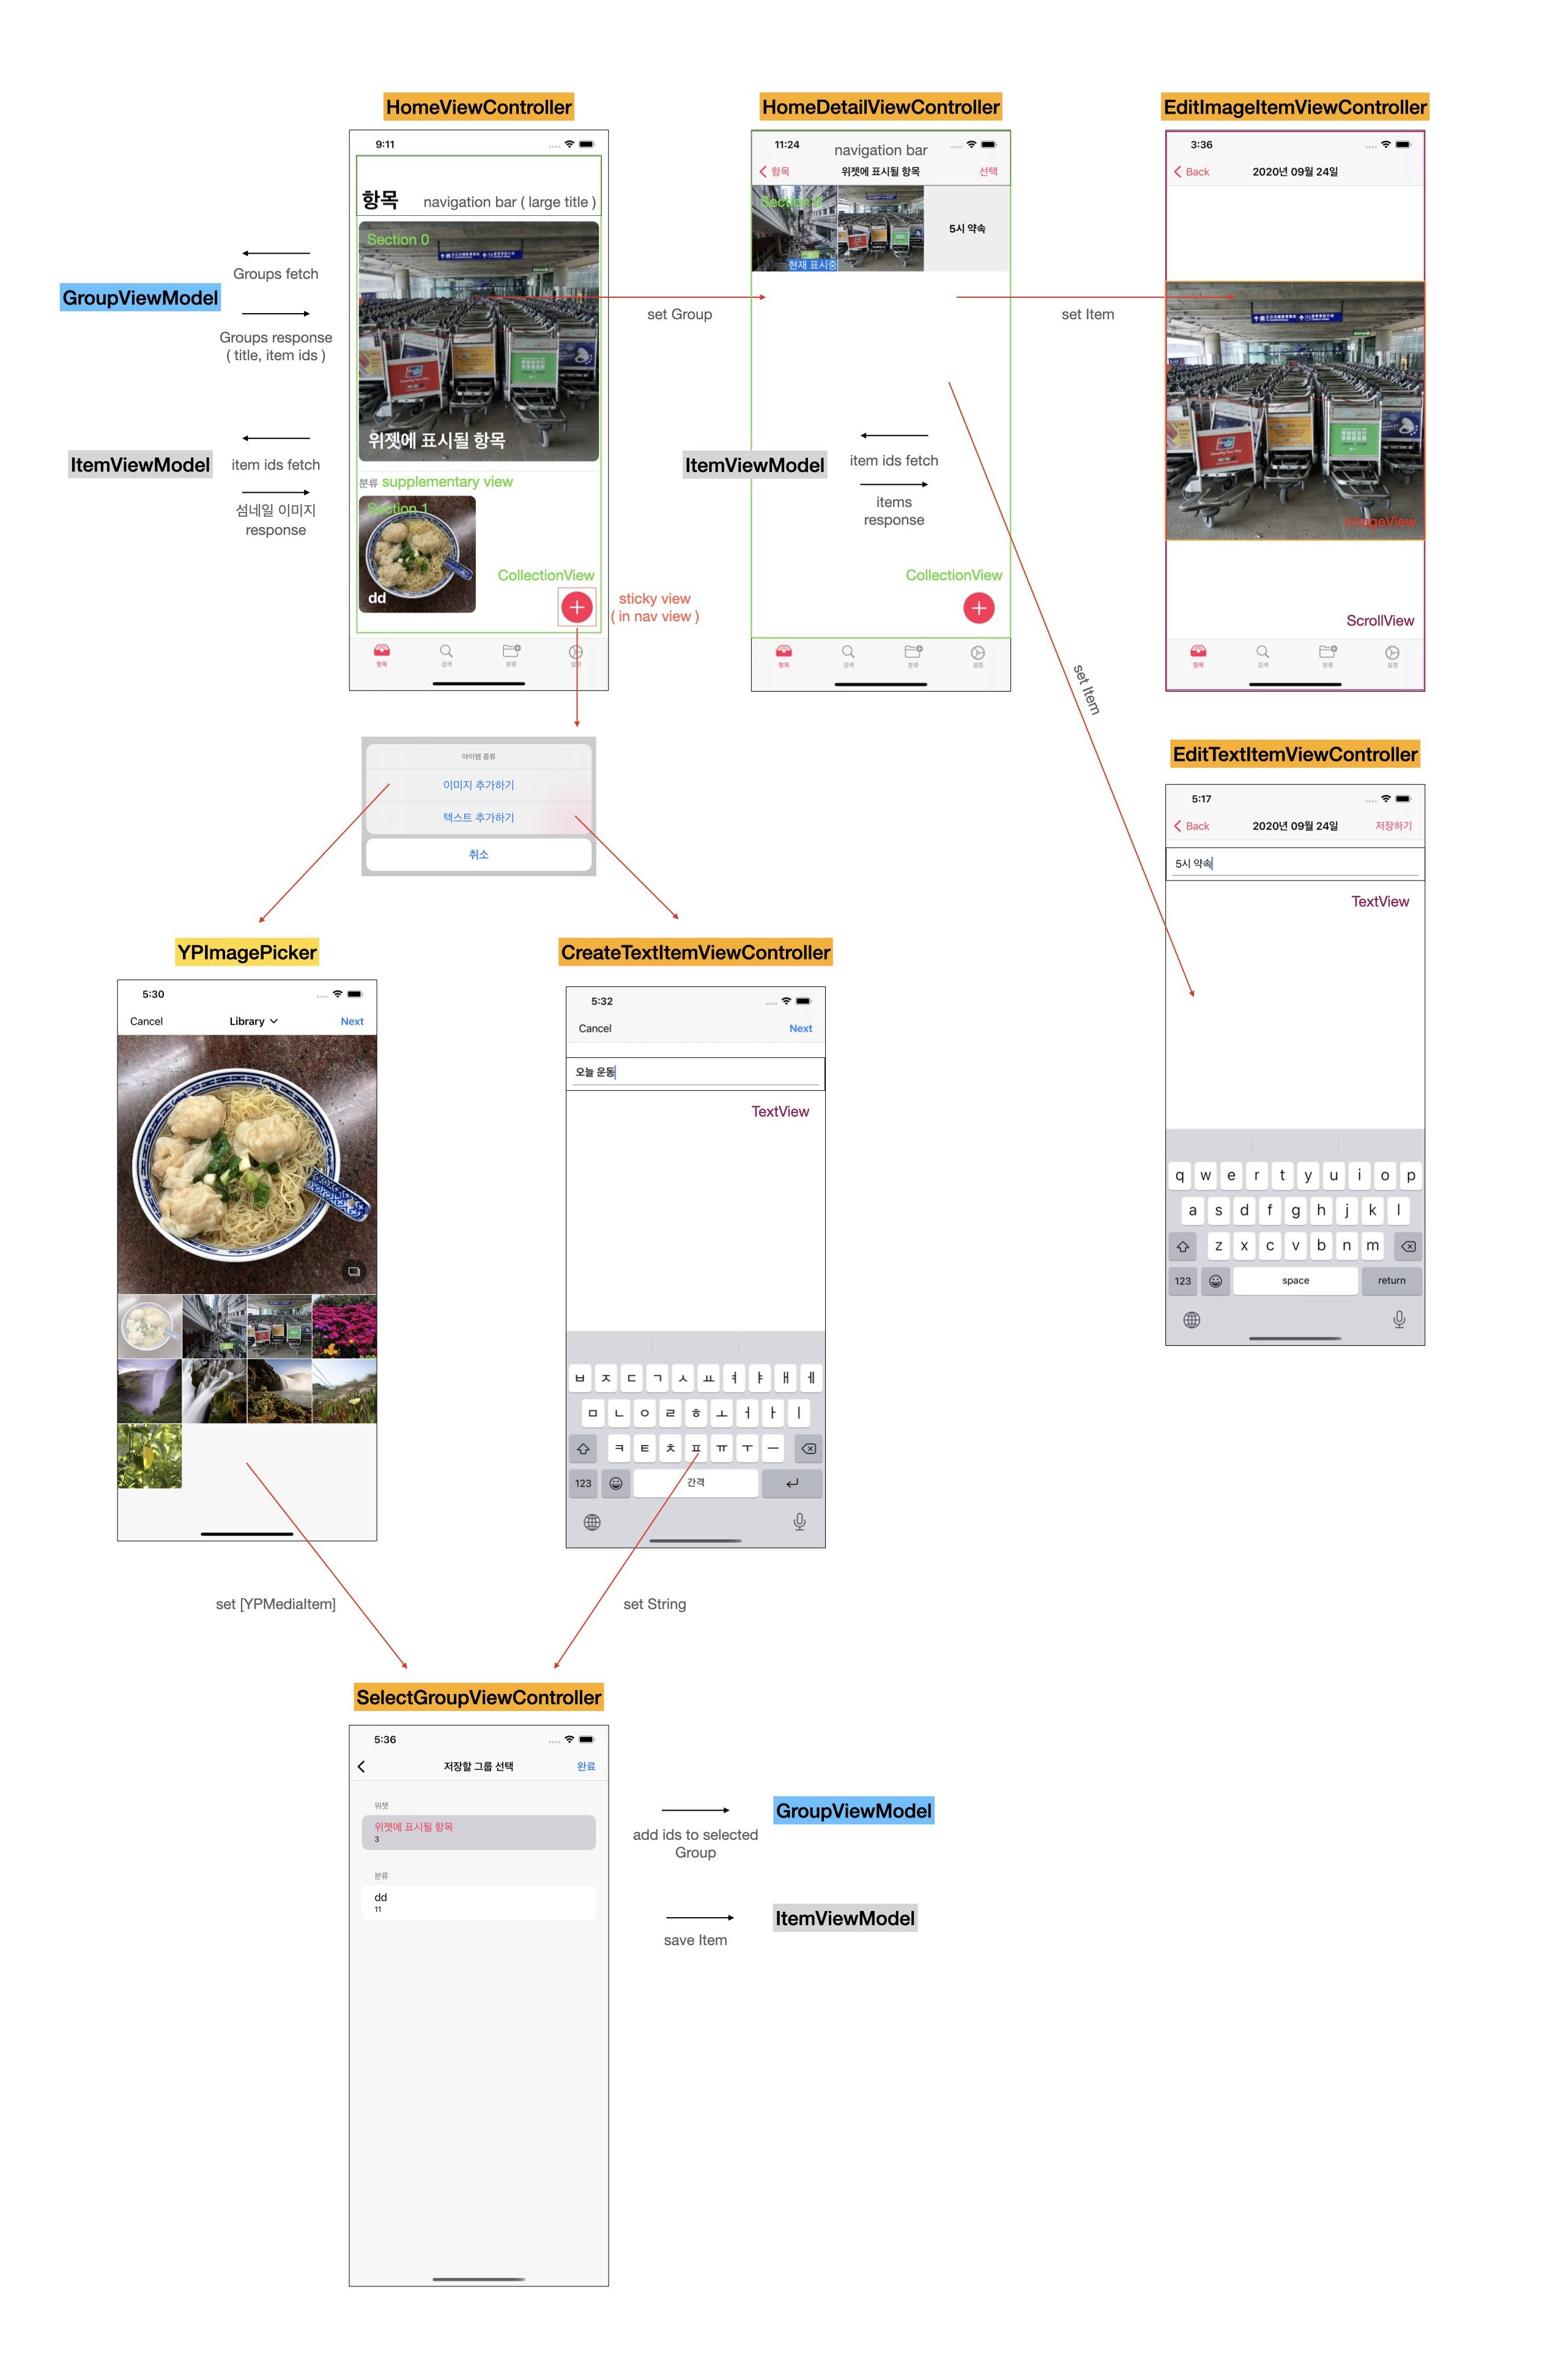 HomeViewController
9:11
항목
navigation bar ( large title )
Section 0
위젯에 표시될 항목
분류
supplementary view
Section 1
dd
CollectionView
항목
검색
분류
설정
sticky view
( in nav view )
Groups fetch
GroupViewModel
Groups response
( title, item ids )
ItemViewModel
item ids fetch
섬네일 이미지
response
set Group
HomeDetailViewController
11:24
navigation bar
항목
위젯에 표시될 항목
선택
Section 0
현재 표시중
5시 약속
ItemViewModel
item ids fetch
items
response
CollectionView
항목
검색
분류
설정
set Item
set Item
EditImageItemViewController
3:36
Back
2020년 09월 24일
ImageView
ScrollView
항목
검색
분류
설정
아이템 종류
이미지 추가하기
텍스트 추가하기
취소
EditTextItemViewController
5:17
Back
2020년 09월 24일
저장하기
5시 약속
TextView
q w e r t y u i o p
a s d f g h j k l
z x c v b n m
123
space
return
YPImagePicker
5:30
Cancel
Library
Next
CreateTextItemViewController
5:32
Cancel
Next
오늘 운동
TextView
ㅂ ㅈ ㄷ ㄱ ㅅ ㅛ ㅕ ㅑ ㅐ ㅔ
ㅁ ㄴ ㅇ ㄹ ㅎ ㅗ ㅓ ㅏ ㅣ
ㅋ ㅌ ㅊ ㅍ ㅠ ㅜ ㅡ
123
간격
set [YPMediaItem]
set String
SelectGroupViewController
5:36
저장할 그룹 선택
완료
위젯
위젯에 표시될 항목
3
분류
dd
11
GroupViewModel
add ids to selected
Group
ItemViewModel
save Item